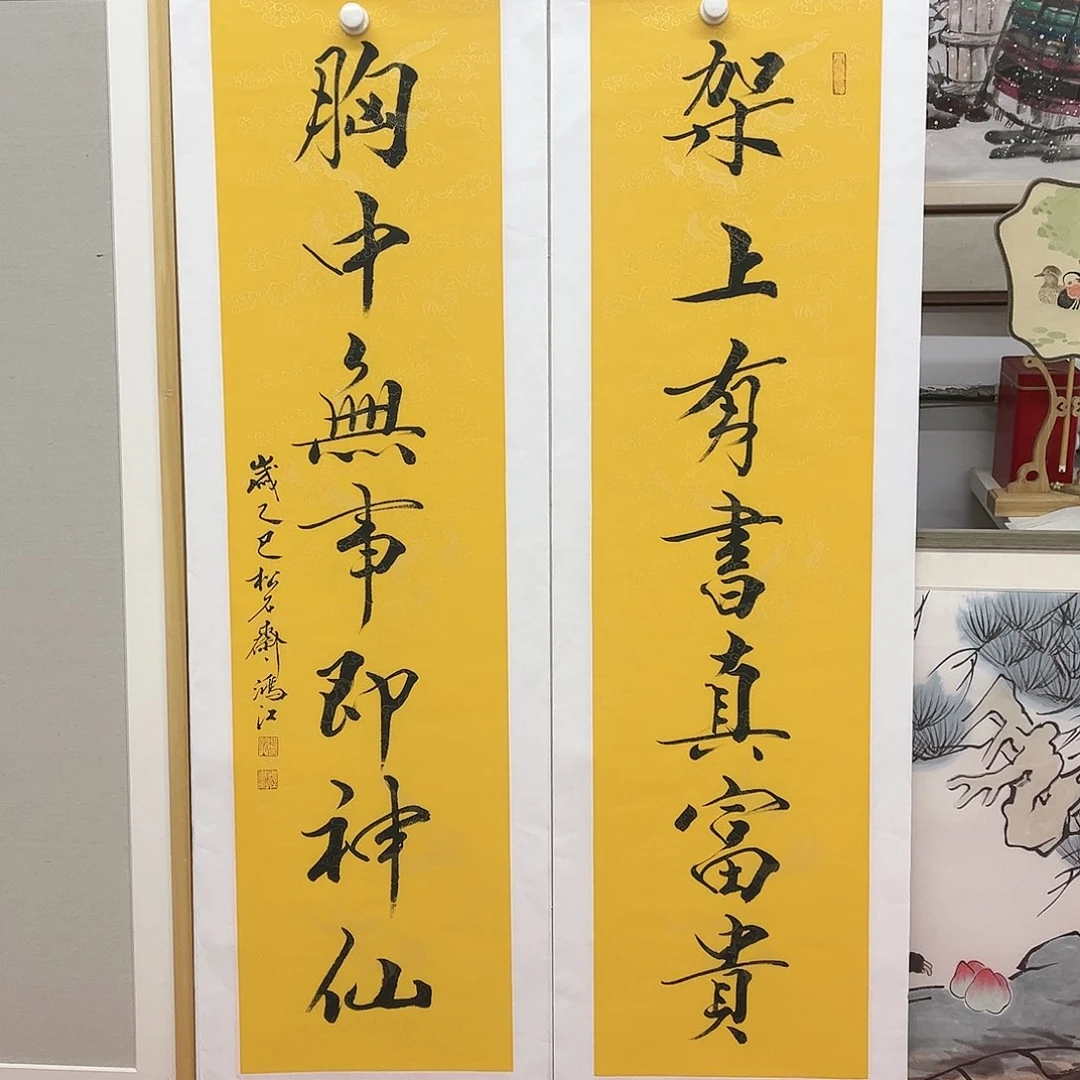 架上有書真富貴
胸中無事即神仙
歲乙巳松石齋鴻江